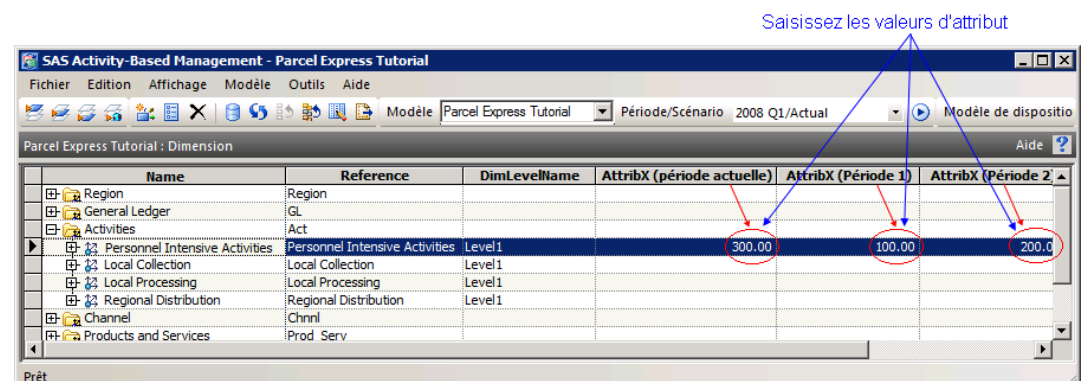 Saisissez les valeurs d'attribut
SAS Activity-Based Management - Parcel Express Tutorial
Fichier Edition Affichage Modèle Outils Aide
Modèle Parcel Express Tutorial Période/Scénario 2008 Q1/Actual Modèle de dispositio
Parcel Express Tutorial : Dimension Aide
Name Reference DimLevelName AttribX (période actuelle) AttribX (Période 1) AttribX (Période 2)
Region Region
General Ledger GL
Activities Act
Personnel Intensive Activities Personnel Intensive Activities Level1 300.00 100.00 200.0
Local Collection Local Collection Level1
Local Processing Local Processing Level1
Regional Distribution Regional Distribution Level1
Channel Chnnl
Products and Services Prod_Serv
Prêt